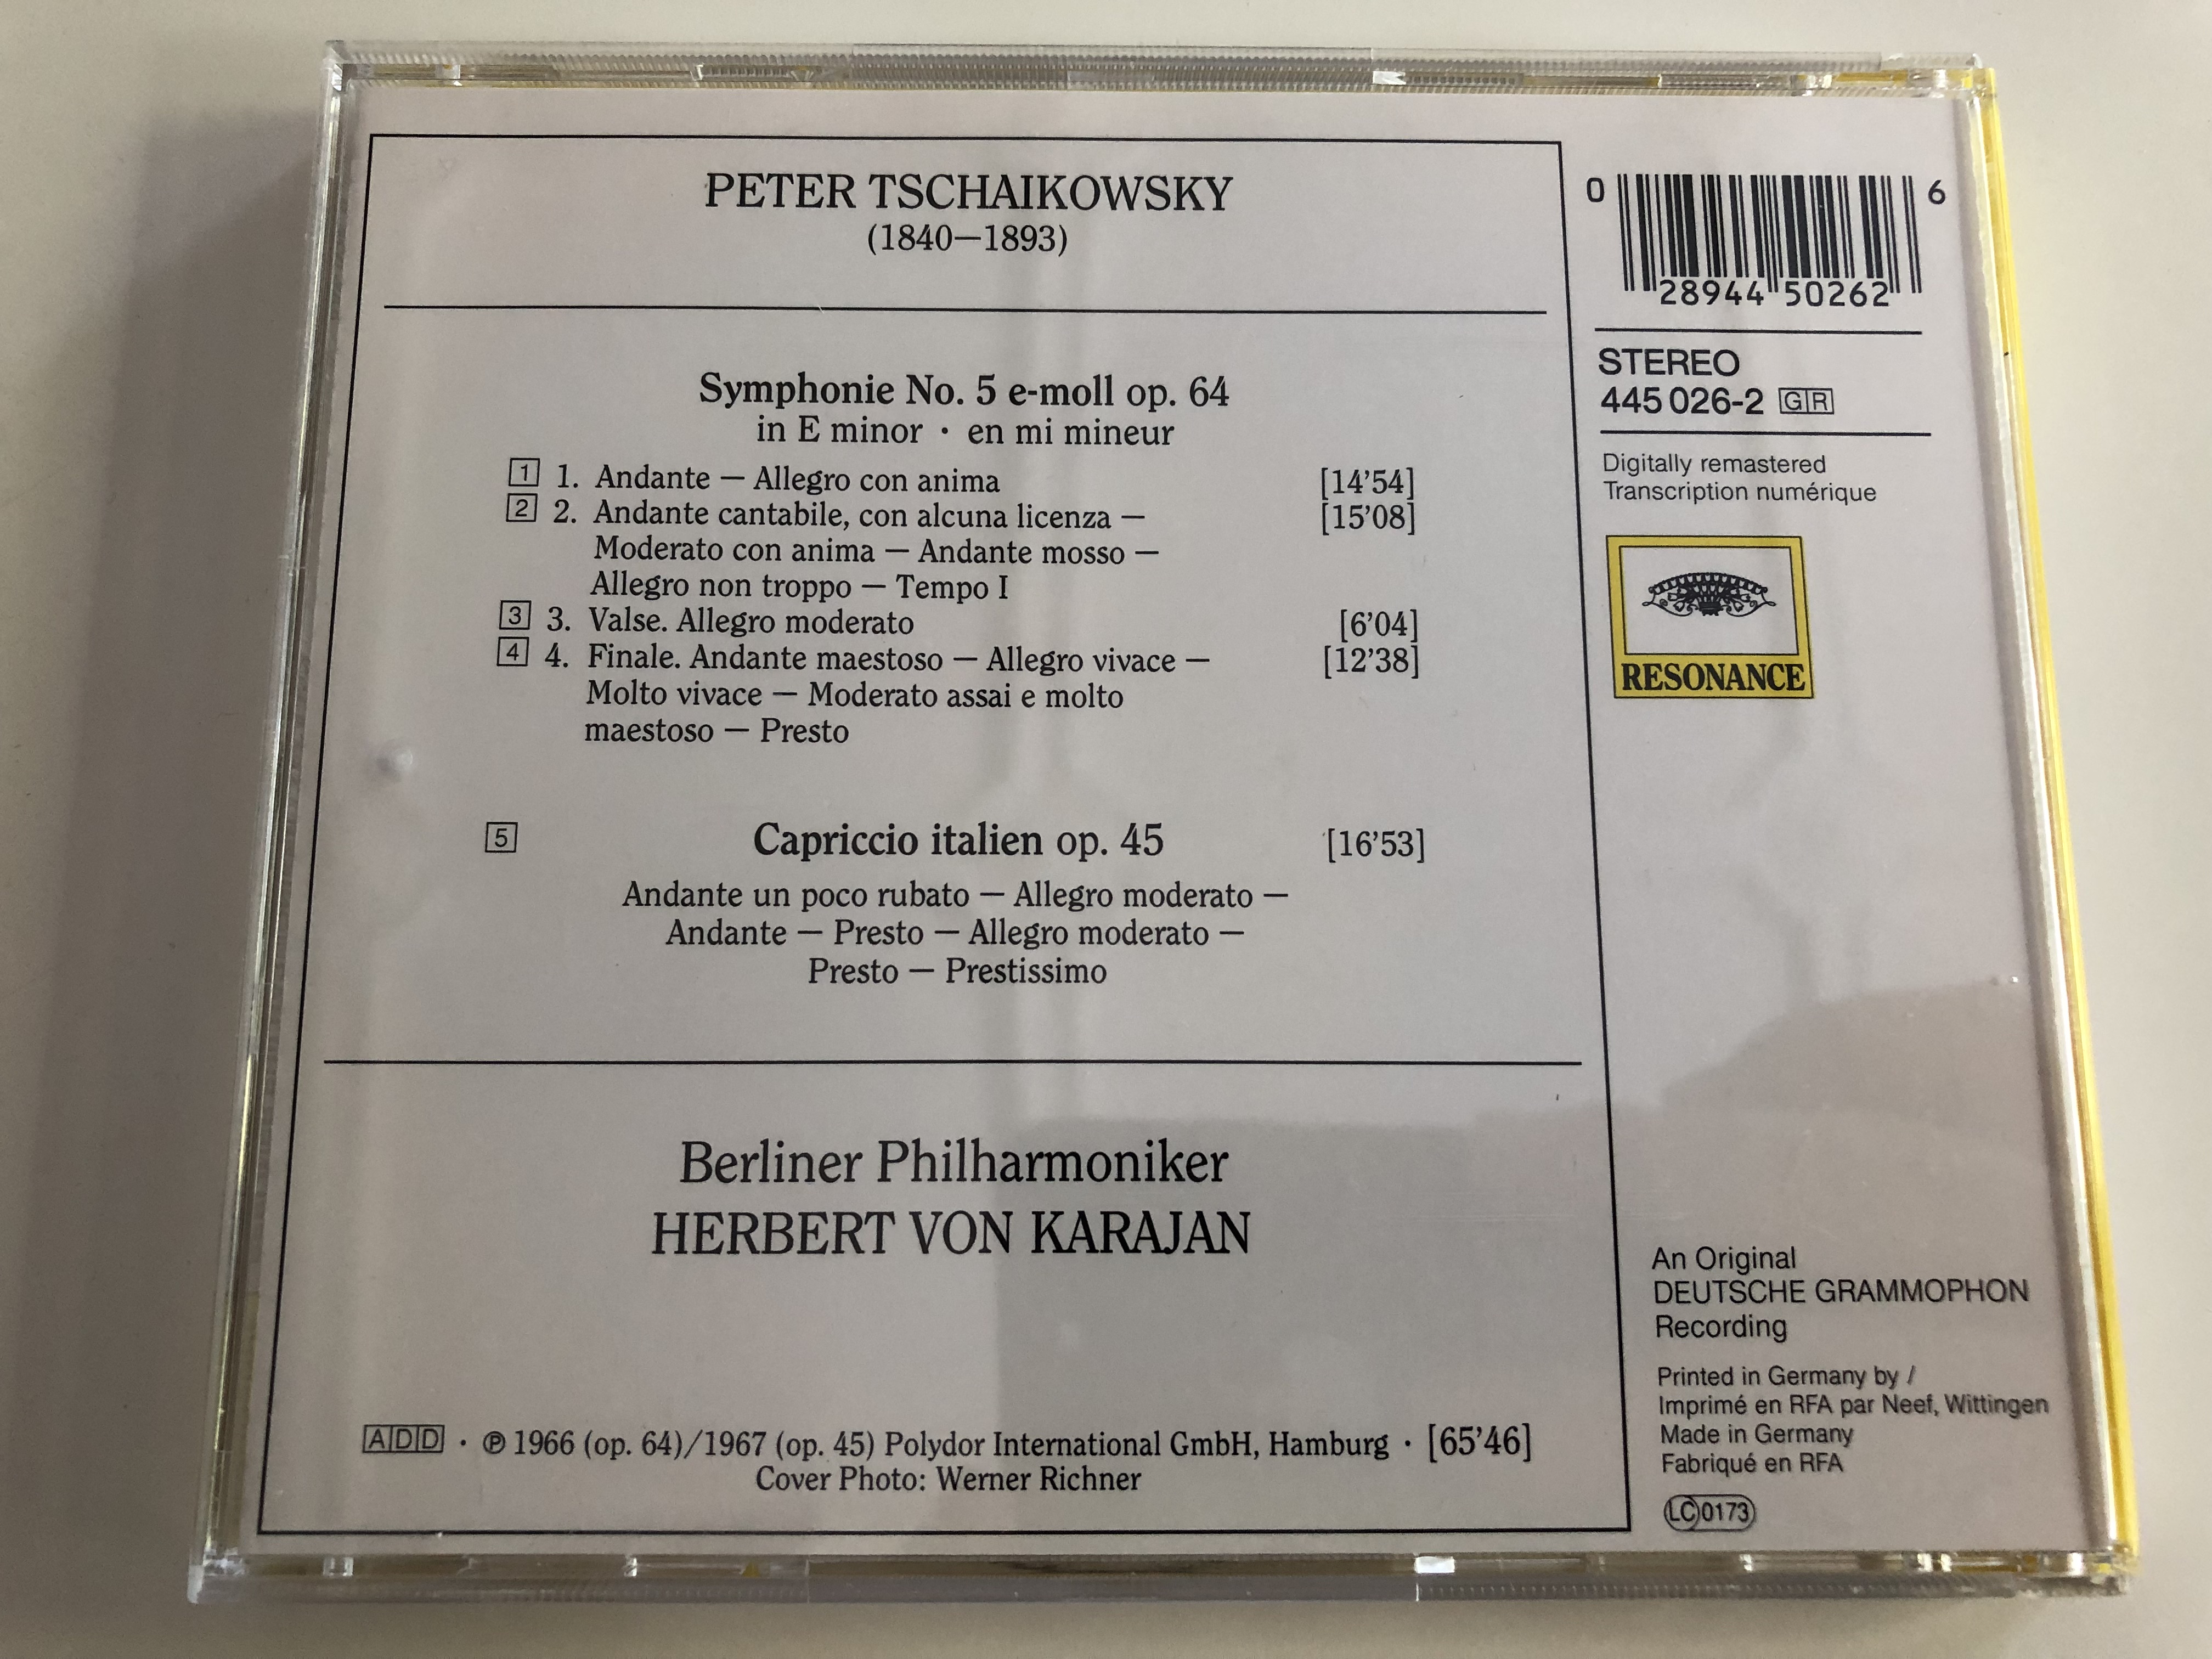 PETER TSCHAIKOWSKY
(1840—1893)
Symphonie No. 5 e-moll op. 64
in E minor · en mi mineur
1 1. Andante — Allegro con anima [14'54]
2 2. Andante cantabile, con alcuna licenza — [15'08]
Moderato con anima — Andante mosso —
Allegro non troppo — Tempo I
3 3. Valse. Allegro moderato [6'04]
4 4. Finale. Andante maestoso — Allegro vivace — [12'38]
Molto vivace — Moderato assai e molto
maestoso — Presto
5 Capriccio italien op. 45 [16'53]
Andante un poco rubato — Allegro moderato —
Andante — Presto — Allegro moderato —
Presto — Prestissimo
Berliner Philharmoniker
HERBERT VON KARAJAN
ADD · ℗ 1966 (op. 64)/1967 (op. 45) Polydor International GmbH, Hamburg · [65'46]
Cover Photo: Werner Richner
0 28944 50262 6
STEREO
445 026-2 GR
Digitally remastered
Transcription numérique
RESONANCE
An Original
DEUTSCHE GRAMMOPHON
Recording
Printed in Germany by /
Imprimé en RFA par Neef, Wittingen
Made in Germany
Fabriqué en RFA
LC 0173